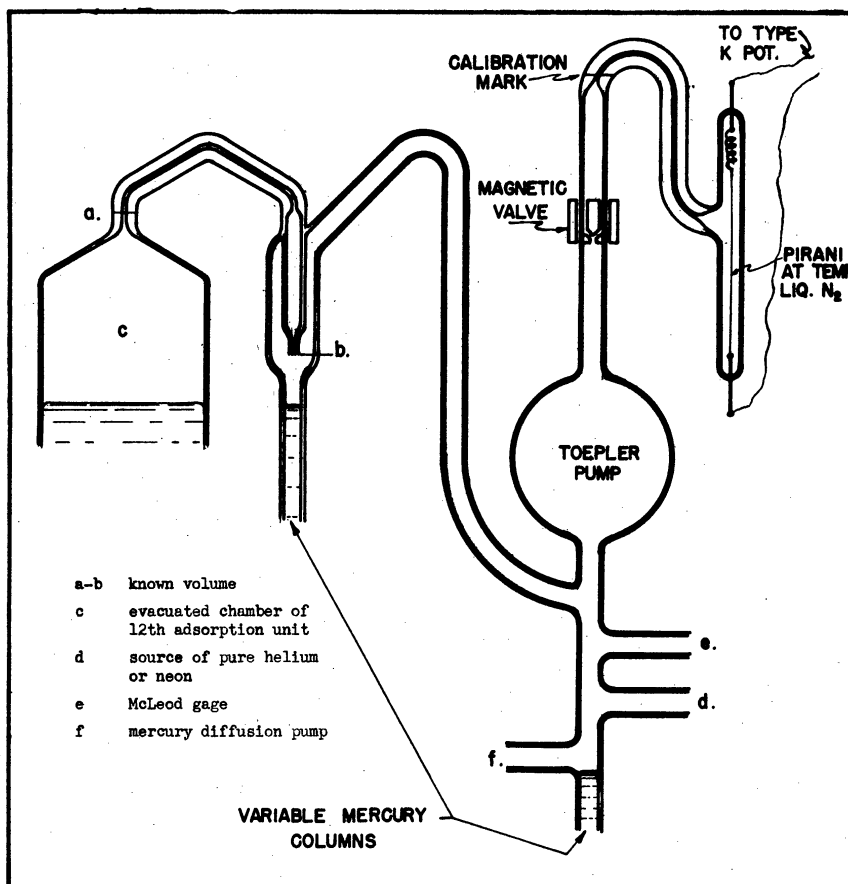 TO TYPE
K POT.
CALIBRATION
MARK
MAGNETIC
VALVE
PIRANI
AT TEM
LIQ. N₂
a.
c
b.
TOEPLER
PUMP
a-b known volume
c evacuated chamber of
12th adsorption unit
d source of pure helium
or neon
e McLeod gage
f mercury diffusion pump
e.
d.
f.
VARIABLE MERCURY
COLUMNS